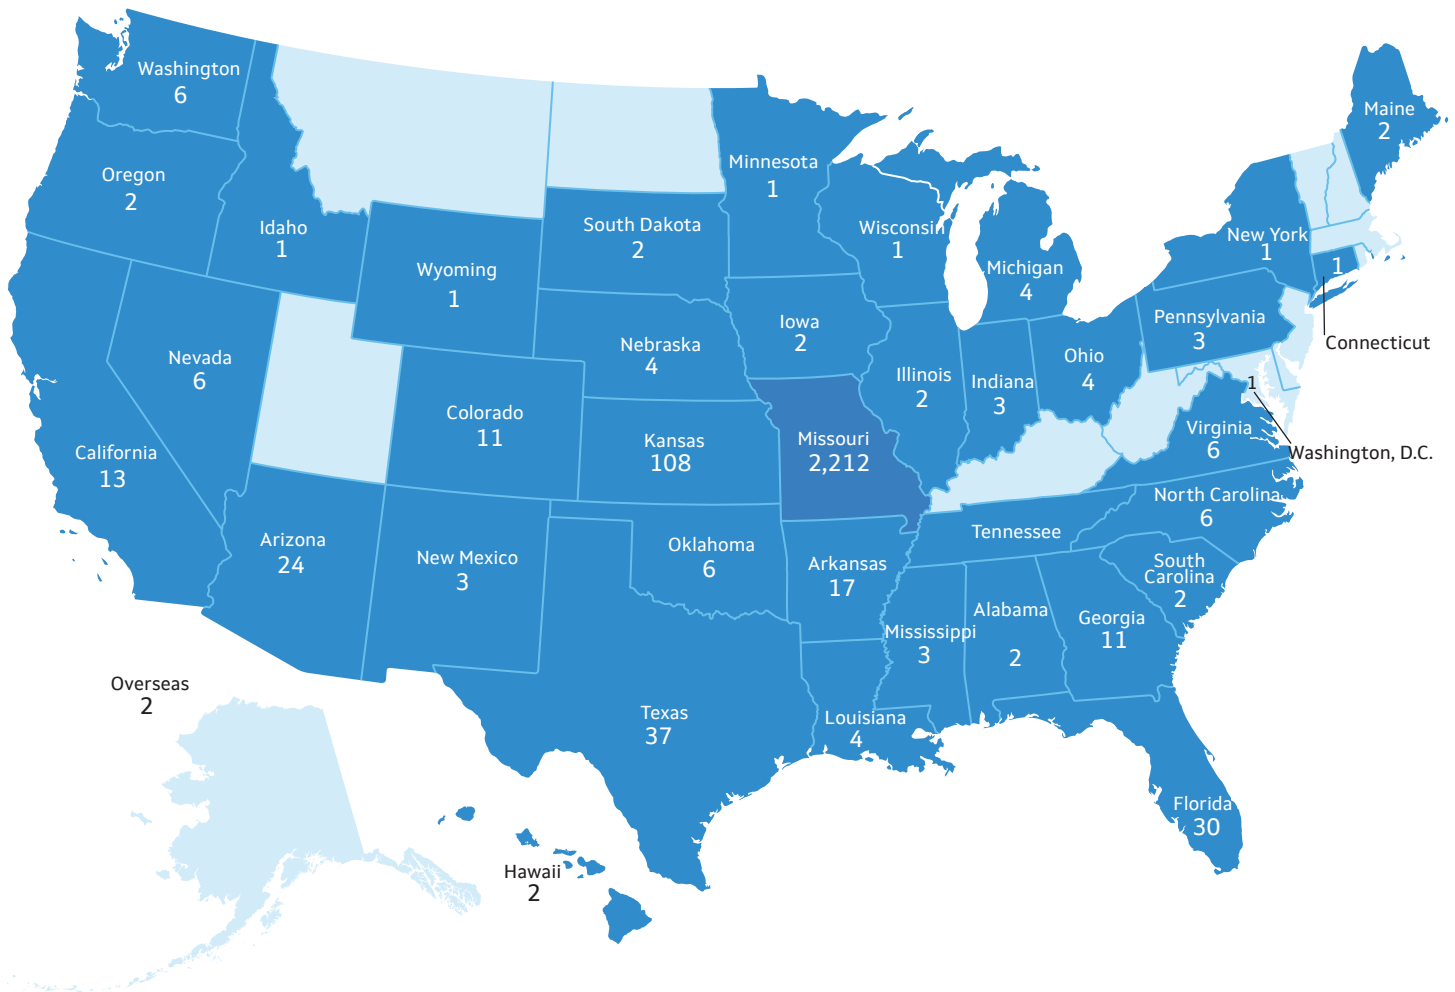 Washington
6
Maine
2
Oregon
2
Minnesota
1
Idaho
1
South Dakota
2
Wisconsin
1
New York
1
Wyoming
1
Michigan
4
1
Connecticut
Iowa
2
Pennsylvania
3
Nebraska
4
Nevada
6
Ohio
4
Illinois
2
Indiana
3
1
Washington, D.C.
Colorado
11
Kansas
108
Missouri
2,212
Virginia
6
California
13
North Carolina
6
Arizona
24
New Mexico
3
Oklahoma
6
Arkansas
17
Tennessee
South
Carolina
2
Mississippi
3
Alabama
2
Georgia
11
Overseas
2
Texas
37
Louisiana
4
Florida
30
Hawaii
2